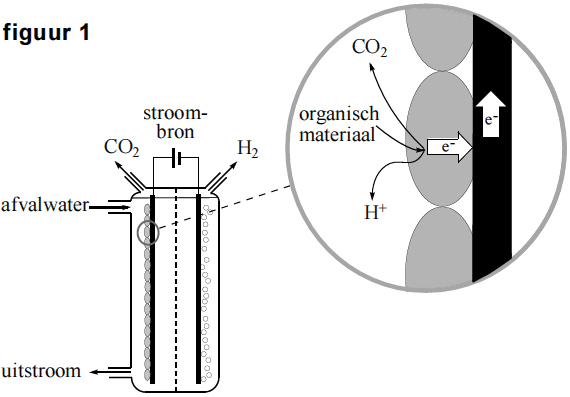 figuur 1
stroom-
bron
CO2
H2
afvalwater
uitstroom
CO2
organisch
materiaal
e-
e-
H+